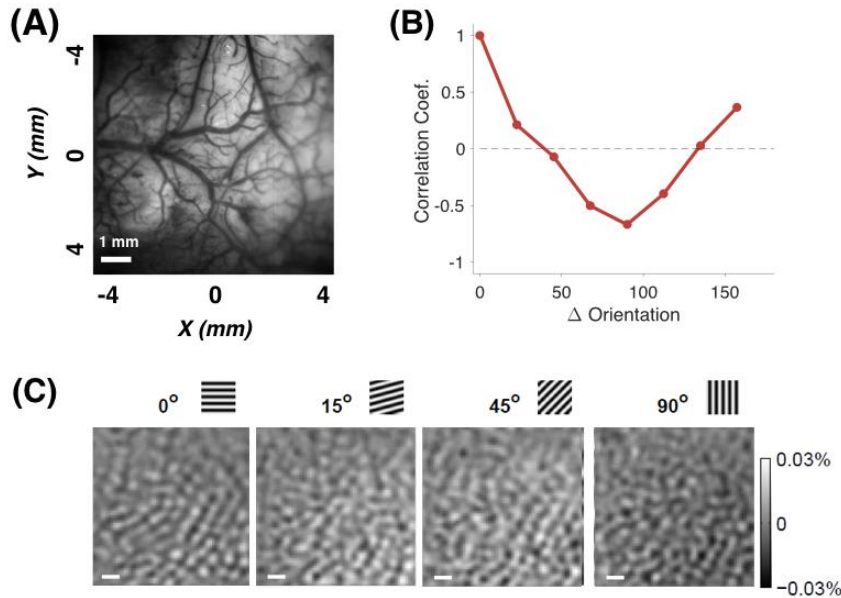 (A)
-4
0
4
Y (mm)
1 mm
-4
0
4
X (mm)
(B)
1
0.5
0
-0.5
-1
Correlation Coef.
0
50
100
150
Δ Orientation
(C)
0°
15°
45°
90°
0.03%
0
−0.03%